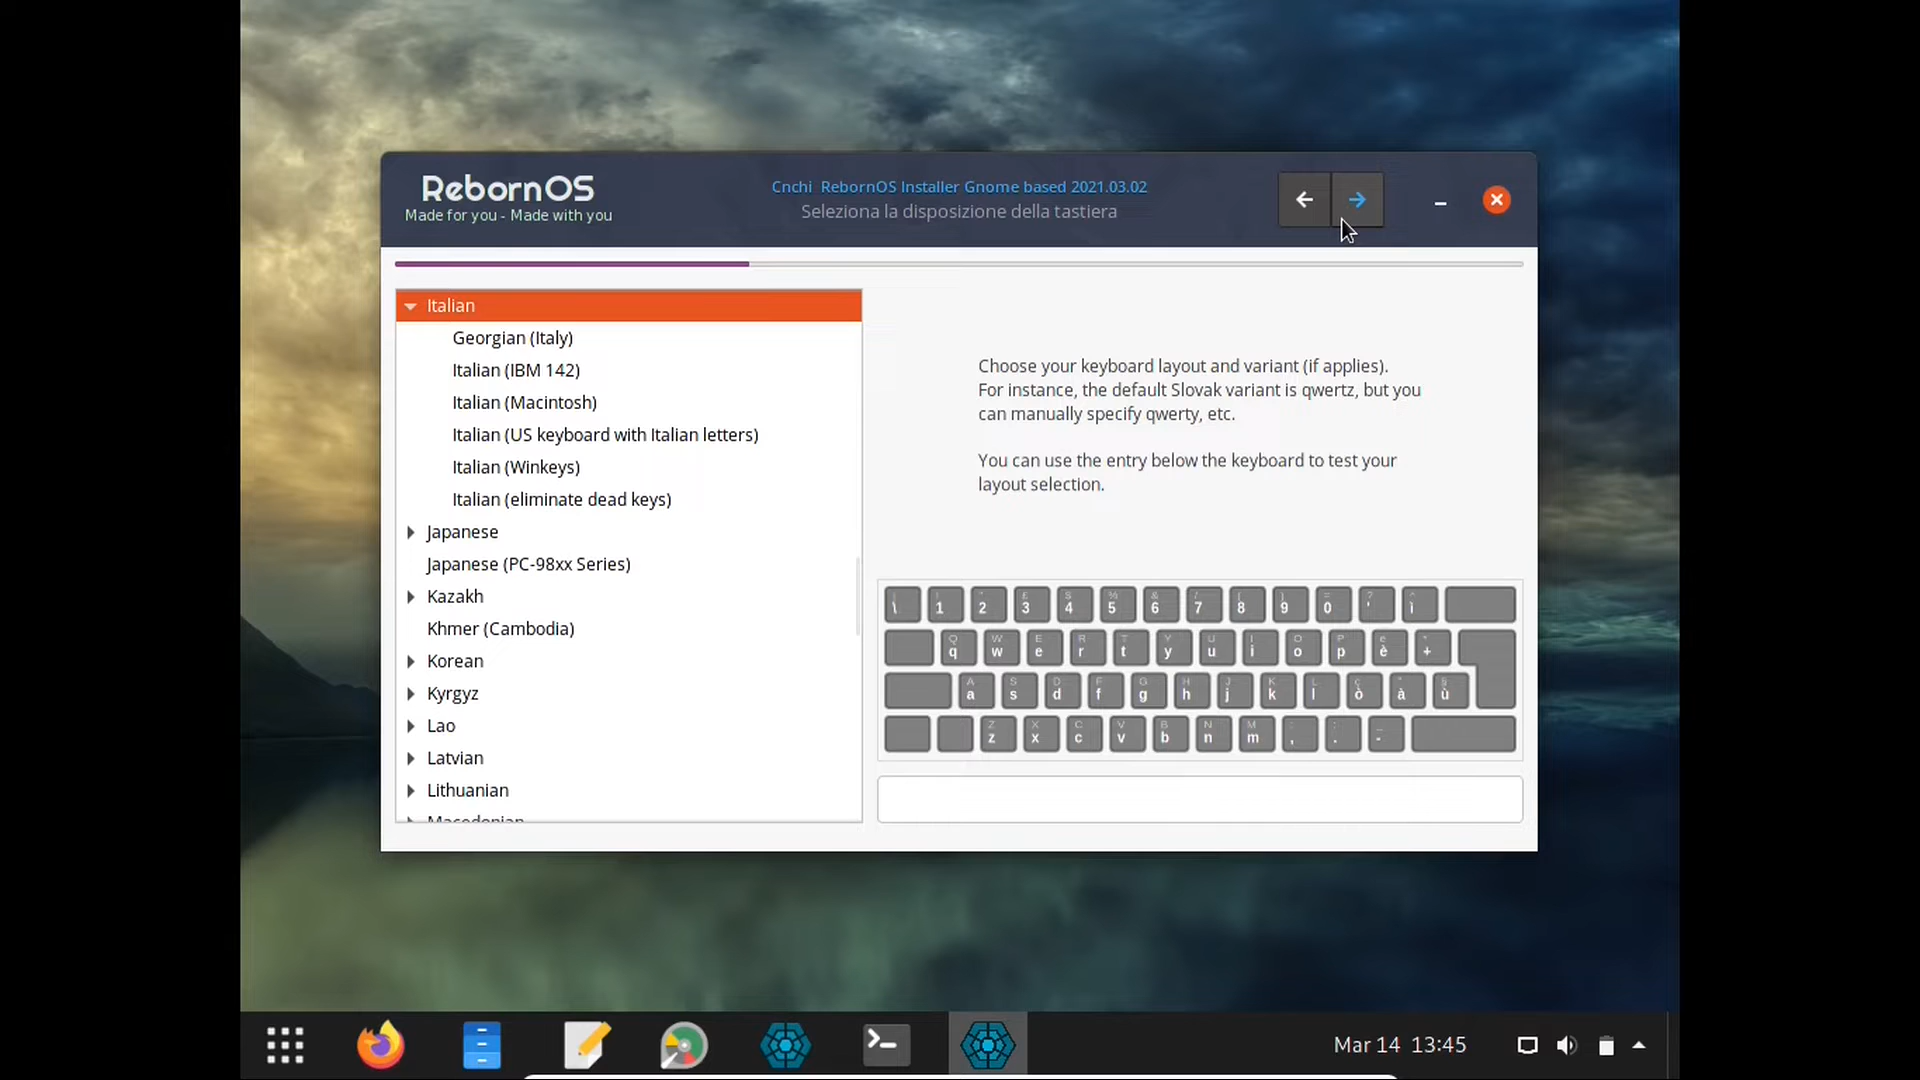 RebornOS
Made for you - Made with you
Cnchi RebornOS Installer Gnome based 2021.03.02
Seleziona la disposizione della tastiera
Italian
Georgian (Italy)
Italian (IBM 142)
Italian (Macintosh)
Italian (US keyboard with Italian letters)
Italian (Winkeys)
Italian (eliminate dead keys)
Japanese
Japanese (PC-98xx Series)
Kazakh
Khmer (Cambodia)
Korean
Kyrgyz
Lao
Latvian
Lithuanian
Macedonian
Choose your keyboard layout and variant (if applies).
For instance, the default Slovak variant is qwertz, but you
can manually specify qwerty, etc.
You can use the entry below the keyboard to test your
layout selection.
\ 1 2 3 4 5 6 7 8 9 0 ' ì
q w e r t y u i o p è +
a s d f g h j k l ò à ù
z x c v b n m , . -
Mar 14 13:45